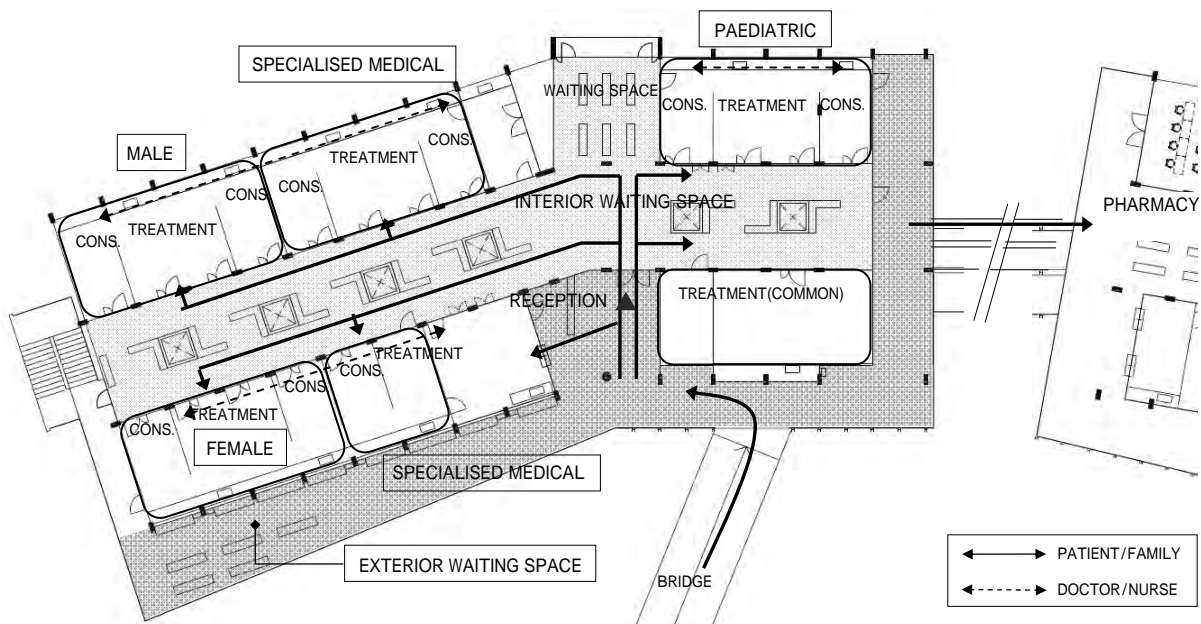 PAEDIATRIC
SPECIALISED MEDICAL
WAITING SPACE
CONS.
TREATMENT
CONS.
MALE
CONS.
TREATMENT
CONS.
CONS.
TREATMENT
CONS.
INTERIOR WAITING SPACE
PHARMACY
RECEPTION
TREATMENT(COMMON)
TREATMENT
CONS.
CONS.
TREATMENT
CONS.
FEMALE
SPECIALISED MEDICAL
EXTERIOR WAITING SPACE
BRIDGE
PATIENT/FAMILY
DOCTOR/NURSE